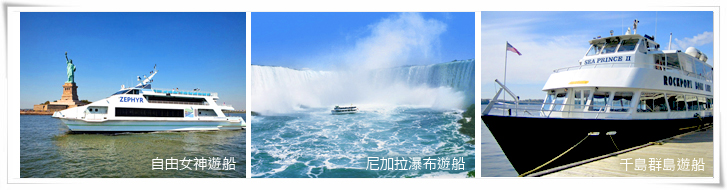 ZEPHYR
自由女神遊船
尼加拉瀑布遊船
SEA PRINCE II
ROCKPORT BOAT LINE
千島群島遊船